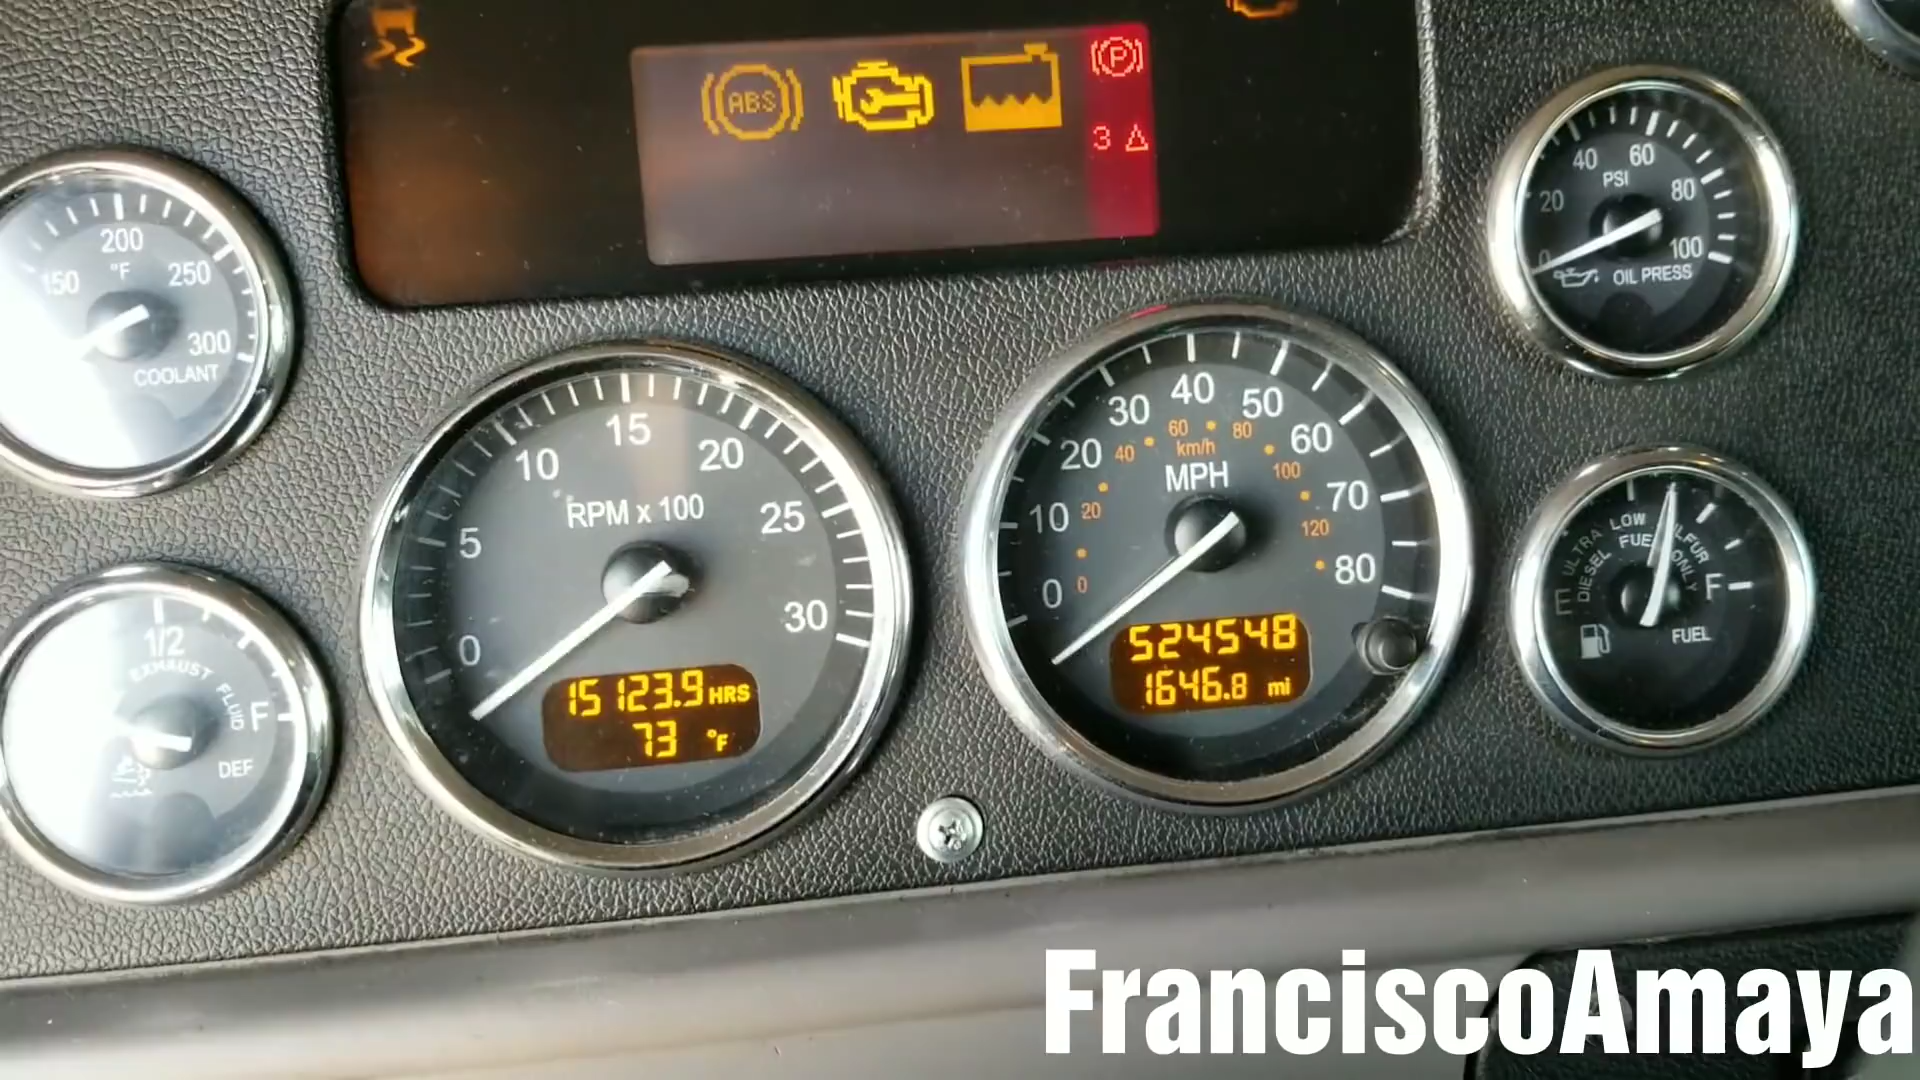 ABS
P
3
40 60
PSI
20 80
0 100
OIL PRESS
200
150 °F 250
300
COOLANT
15
10 20
RPM x 100
5 25
30
0
15123.9 HRS
73 °F
40
30 50
20 60
60 80
40 km/h 100
MPH
10 20 70
120
0 0 80
524548
1646.8 mi
ULTRA LOW SULFUR
DIESEL FUEL ONLY
E F
FUEL
1/2
EXHAUST FLUID
F
DEF
FranciscoAmaya